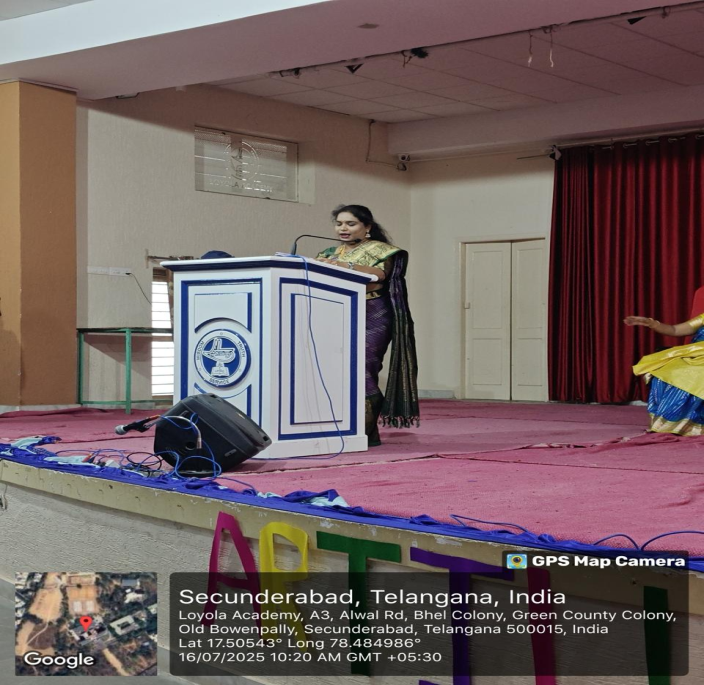 ARTI
GPS Map Camera
Secunderabad, Telangana, India
Loyola Academy, A3, Alwal Rd, Bhel Colony, Green County Colony,
Old Bowenpally, Secunderabad, Telangana 500015, India
Lat 17.50543° Long 78.484986°
16/07/2025 10:20 AM GMT +05:30
Google